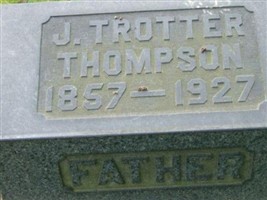 J. TROTTER
THOMPSON
1857—1927
FATHER